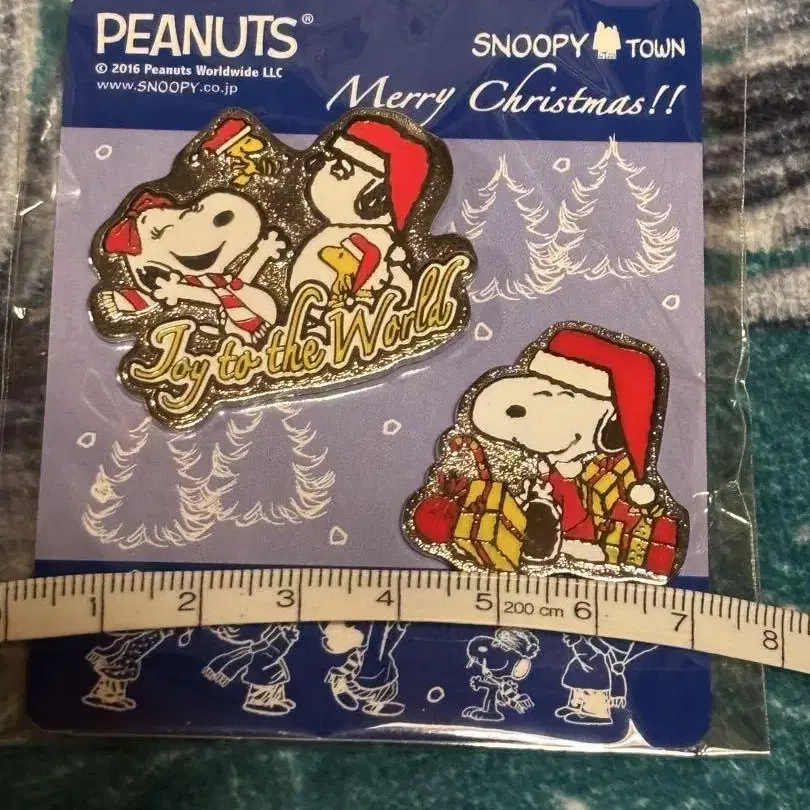 PEANUTS®
© 2016 Peanuts Worldwide LLC
www.SNOOPY.co.jp
SNOOPY TOWN
Merry Christmas!!
Joy to the World
1 2 3 4 5 200 cm 6 7 8